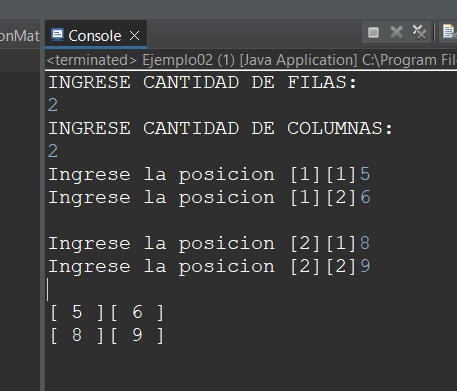 onMat
Console
<terminated> Ejemplo02 (1) [Java Application] C:\Program File
INGRESE CANTIDAD DE FILAS:
2
INGRESE CANTIDAD DE COLUMNAS:
2
Ingrese la posicion [1][1]5
Ingrese la posicion [1][2]6
Ingrese la posicion [2][1]8
Ingrese la posicion [2][2]9
[ 5 ][ 6 ]
[ 8 ][ 9 ]